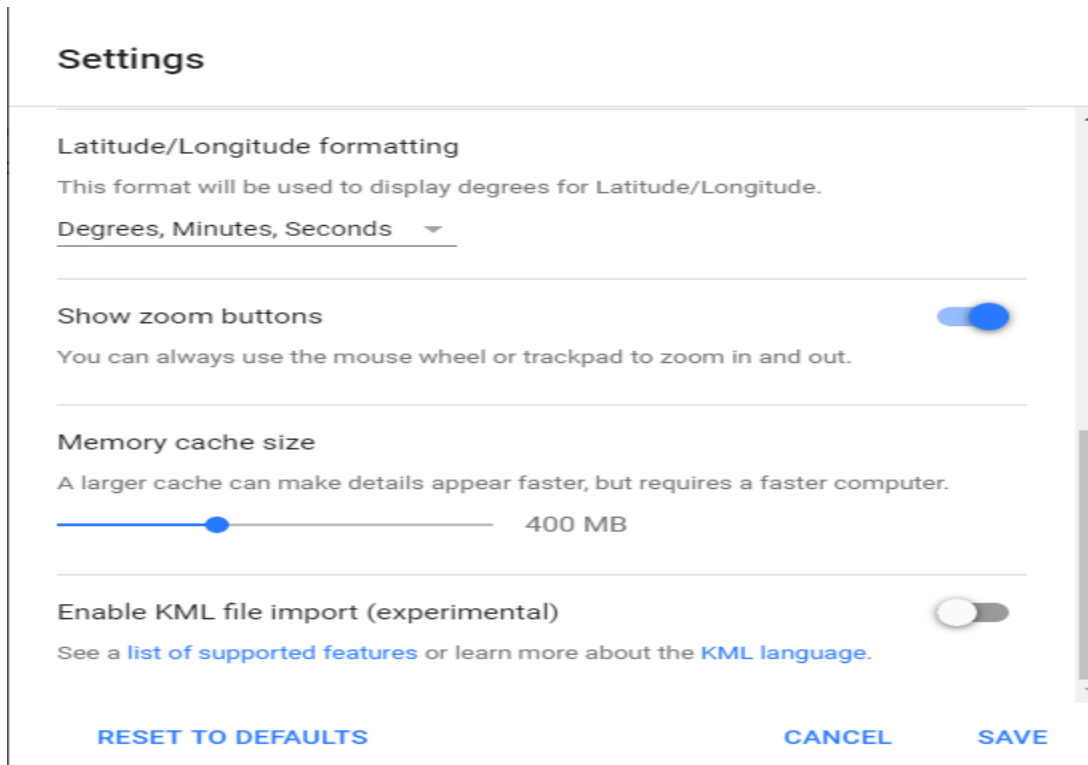 Settings
Latitude/Longitude formatting
This format will be used to display degrees for Latitude/Longitude.
Degrees, Minutes, Seconds
Show zoom buttons
You can always use the mouse wheel or trackpad to zoom in and out.
Memory cache size
A larger cache can make details appear faster, but requires a faster computer.
400 MB
Enable KML file import (experimental)
See a list of supported features or learn more about the KML language.
RESET TO DEFAULTS CANCEL SAVE